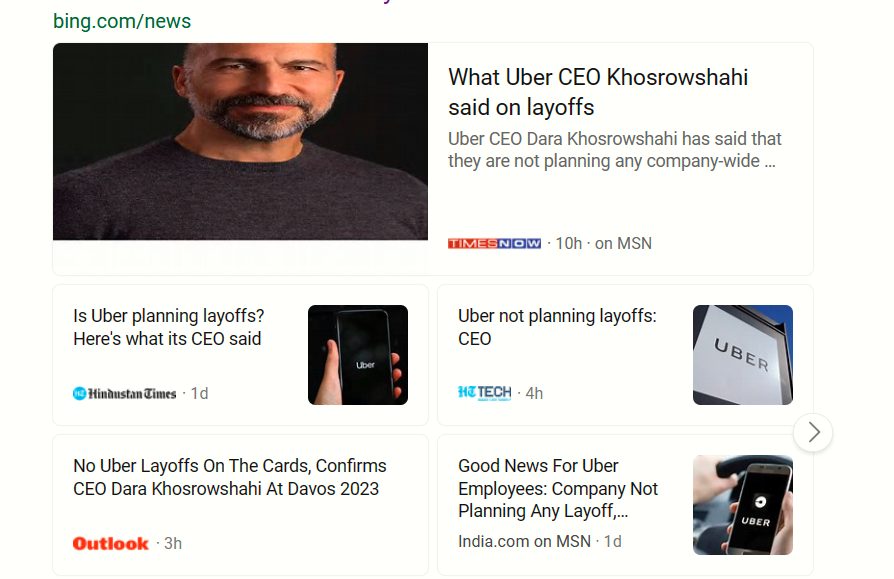 bing.com/news
What Uber CEO Khosrowshahi
said on layoffs
Uber CEO Dara Khosrowshahi has said that
they are not planning any company-wide ...
TIMES NOW · 10h · on MSN
Is Uber planning layoffs?
Here's what its CEO said
HT Hindustan Times · 1d
Uber
Uber not planning layoffs:
CEO
HT TECH · 4h
UBER
No Uber Layoffs On The Cards, Confirms
CEO Dara Khosrowshahi At Davos 2023
Outlook · 3h
Good News For Uber
Employees: Company Not
Planning Any Layoff,...
India.com on MSN · 1d
UBER